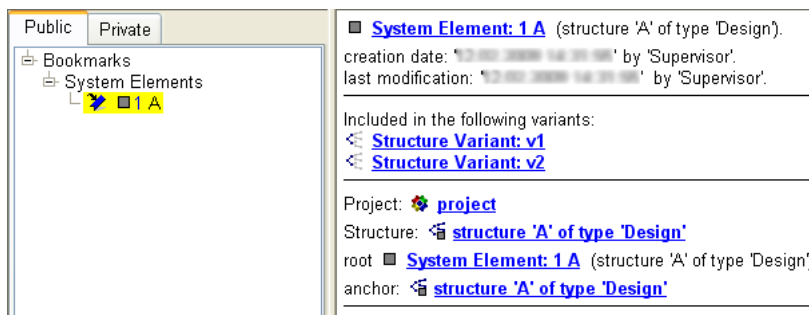 Public Private
Bookmarks
System Elements
1 A
System Element: 1 A (structure 'A' of type 'Design').
creation date: ' ' by 'Supervisor'.
last modification: ' ' by 'Supervisor'.
Included in the following variants:
Structure Variant: v1
Structure Variant: v2
Project: project
Structure: structure 'A' of type 'Design'
root System Element: 1 A (structure 'A' of type 'Design'
anchor: structure 'A' of type 'Design'